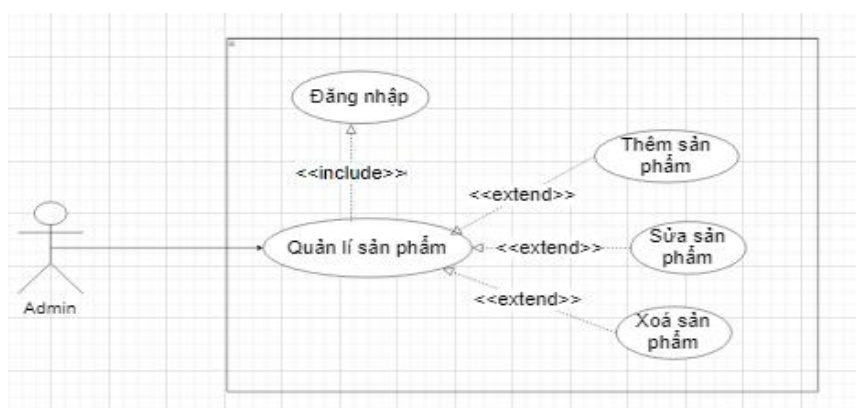 Đăng nhập
Thêm sản
phẩm
<<include>>
<<extend>>
Quản lí sản phẩm
<<extend>>
Sửa sản
phẩm
<<extend>>
Admin
Xoá sản
phẩm